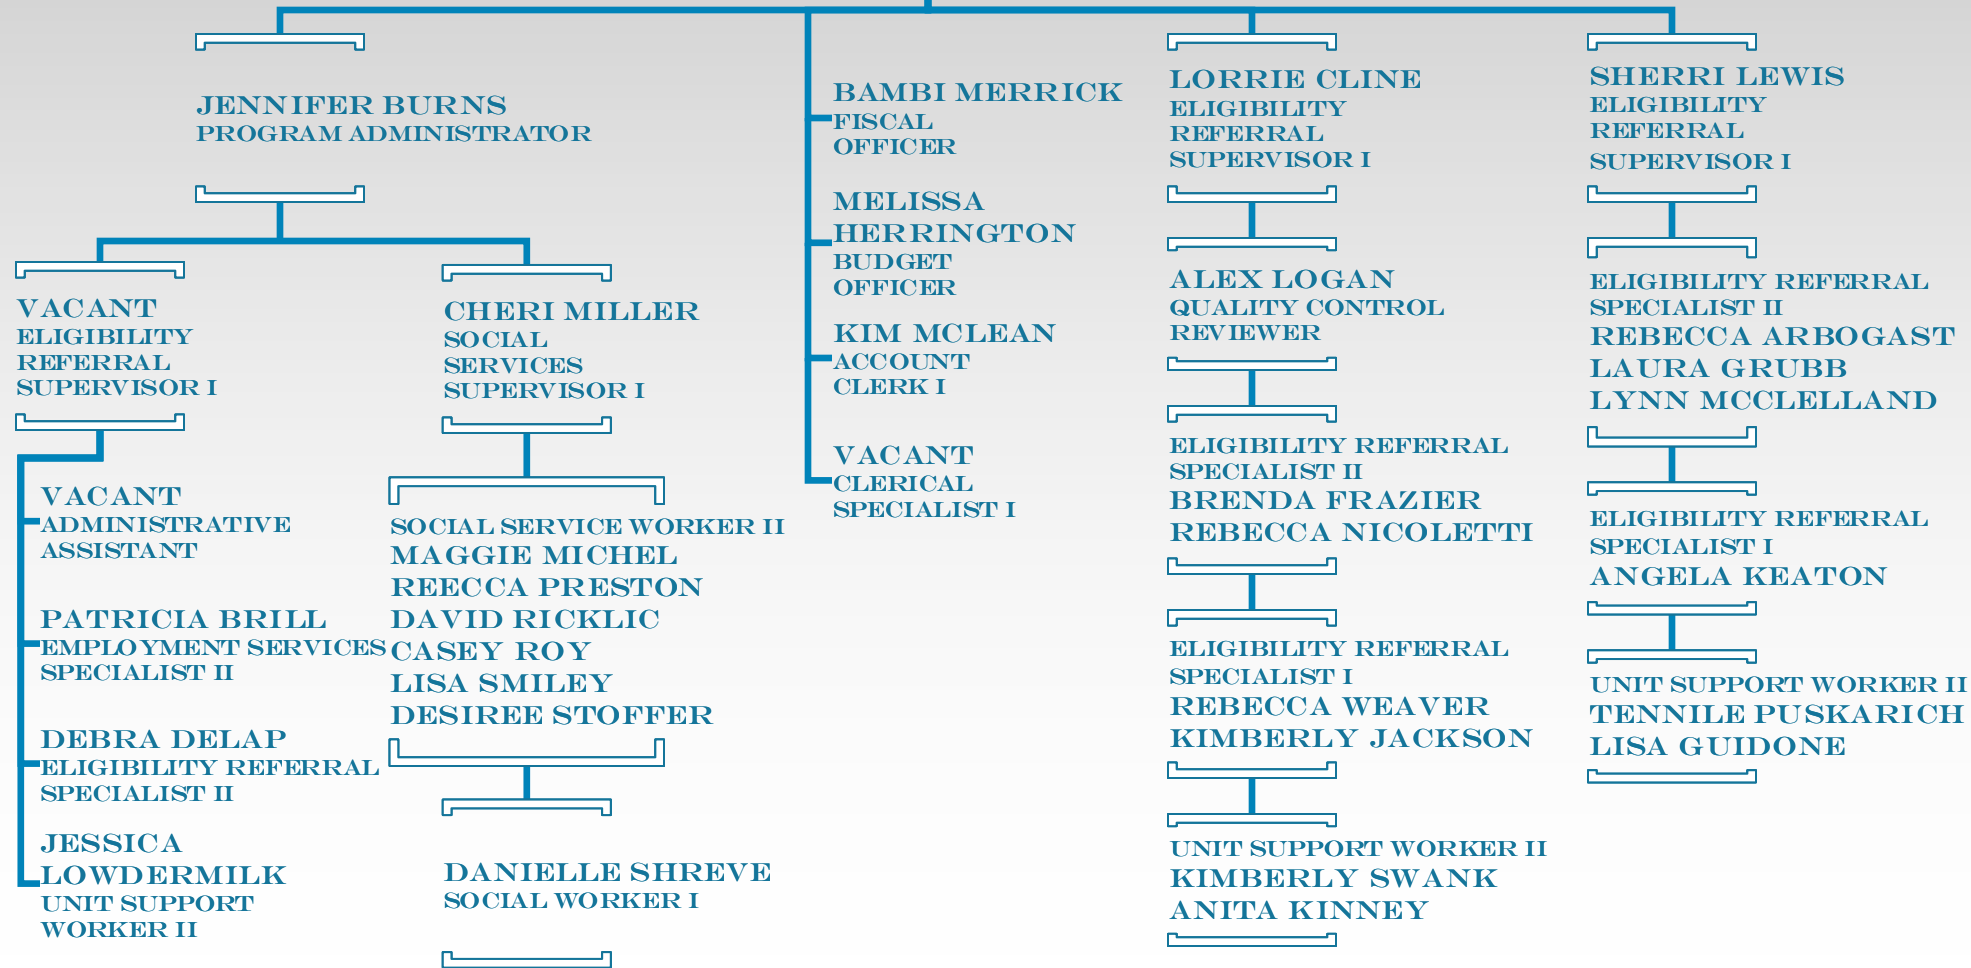 JENNIFER BURNS
PROGRAM ADMINISTRATOR
VACANT
ELIGIBILITY
REFERRAL
SUPERVISOR I
VACANT
ADMINISTRATIVE
ASSISTANT
PATRICIA BRILL
EMPLOYMENT SERVICES
SPECIALIST II
DEBRA DELAP
ELIGIBILITY REFERRAL
SPECIALIST II
JESSICA
LOWDERMILK
UNIT SUPPORT
WORKER II
CHERI MILLER
SOCIAL
SERVICES
SUPERVISOR I
SOCIAL SERVICE WORKER II
MAGGIE MICHEL
REECCA PRESTON
DAVID RICKLIC
CASEY ROY
LISA SMILEY
DESIREE STOFFER
DANIELLE SHREVE
SOCIAL WORKER I
BAMBI MERRICK
FISCAL
OFFICER
MELISSA
HERRINGTON
BUDGET
OFFICER
KIM MCLEAN
ACCOUNT
CLERK I
VACANT
CLERICAL
SPECIALIST I
LORRIE CLINE
ELIGIBILITY
REFERRAL
SUPERVISOR I
ALEX LOGAN
QUALITY CONTROL
REVIEWER
ELIGIBILITY REFERRAL
SPECIALIST II
BRENDA FRAZIER
REBECCA NICOLETTI
ELIGIBILITY REFERRAL
SPECIALIST I
REBECCA WEAVER
KIMBERLY JACKSON
UNIT SUPPORT WORKER II
KIMBERLY SWANK
ANITA KINNEY
SHERRI LEWIS
ELIGIBILITY
REFERRAL
SUPERVISOR I
ELIGIBILITY REFERRAL
SPECIALIST II
REBECCA ARBOGAST
LAURA GRUBB
LYNN MCCLELLAND
ELIGIBILITY REFERRAL
SPECIALIST I
ANGELA KEATON
UNIT SUPPORT WORKER II
TENNILE PUSKARICH
LISA GUIDONE